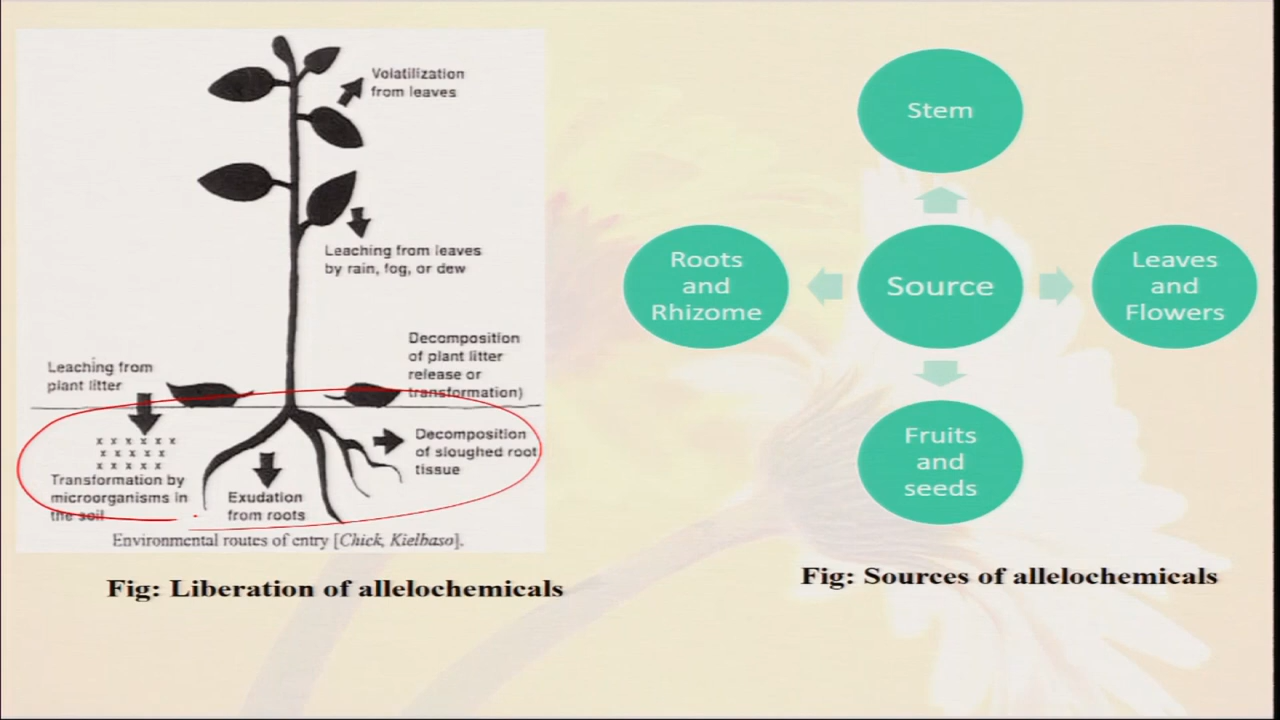 Volatilization
from leaves
Leaching from leaves
by rain, fog, or dew
Decomposition
of plant litter
release or
transformation)
Leaching from
plant litter
x x x x x x
x x x x x
x x x x x
Transformation by
microorganisms in
the soil
Exudation
from roots
Decomposition
of sloughed root
tissue
Environmental routes of entry [Chick, Kielbaso].
Fig: Liberation of allelochemicals
Stem
Roots
and
Rhizome
Source
Leaves
and
Flowers
Fruits
and
seeds
Fig: Sources of allelochemicals